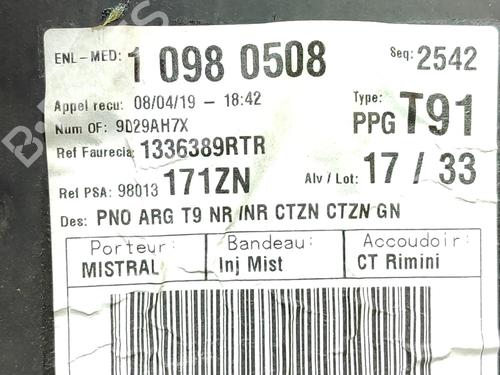 ENL-MED: 1 098 0508 Seq: 2542
Appel recu: 08/04/19 - 18:42 Type: PPG T91
Num OF: 9D29AH7X
Ref Faurecia: 1336389RTR
Ref PSA: 98013 171ZN Alv / Lot: 17 / 33
Des: PNO ARG T9 NR /NR CTZN CTZN GN
Porteur: Bandeau: Accoudoir:
MISTRAL Inj Mist CT Rimini